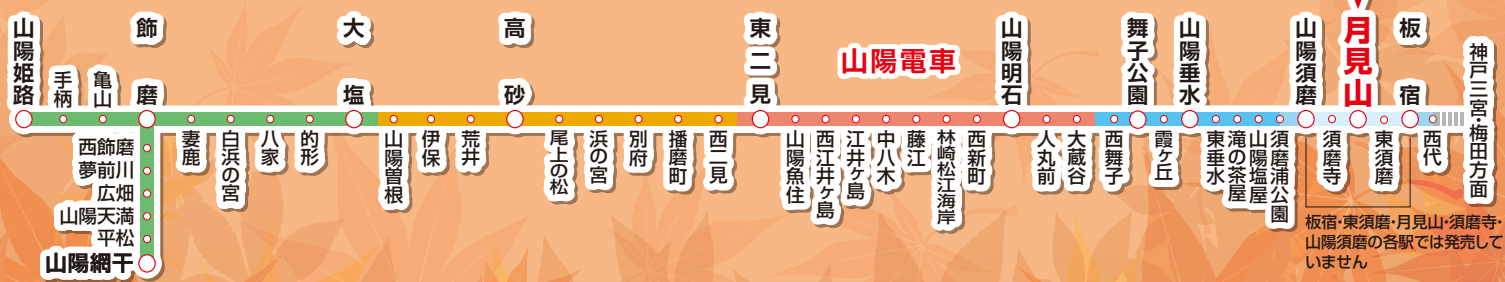 山陽電車
山陽姫路
手柄
亀山
飾磨
妻鹿
白浜の宮
八家
的形
大塩
山陽曽根
伊保
荒井
高砂
尾上の松
浜の宮
別府
播磨町
西二見
東二見
山陽魚住
西江井ヶ島
江井ヶ島
中八木
藤江
林崎松江海岸
西新町
山陽明石
人丸前
大蔵谷
西舞子
舞子公園
霞ヶ丘
山陽垂水
東垂水
滝の茶屋
山陽塩屋
須磨浦公園
山陽須磨
須磨寺
月見山
東須磨
板宿
西代
神戸三宮・梅田方面
西飾磨
夢前川
広畑
山陽天満
平松
山陽網干
板宿・東須磨・月見山・須磨寺・
山陽須磨の各駅では発売して
いません